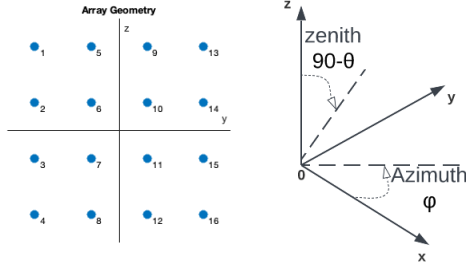 Array Geometry
z
1 5 9 13
2 6 10 14
y
3 7 11 15
4 8 12 16
z
zenith
90-θ
y
0
Azimuth
φ
x